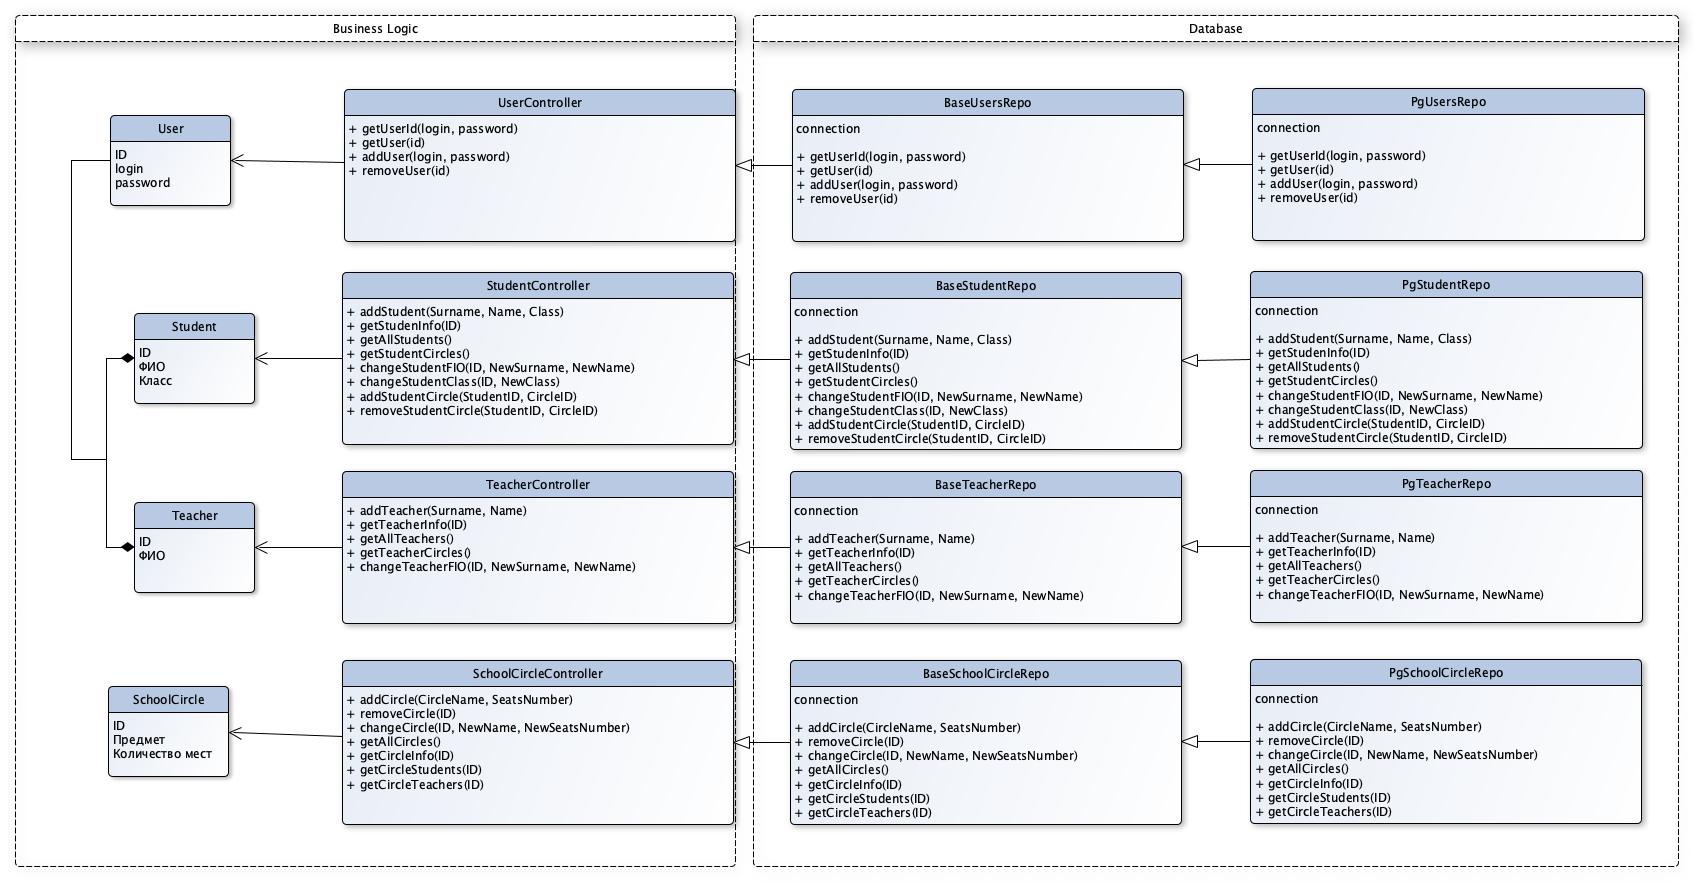 Business Logic
Database
User
ID
login
password
UserController
+ getUserId(login, password)
+ getUser(id)
+ addUser(login, password)
+ removeUser(id)
BaseUsersRepo
connection
+ getUserId(login, password)
+ getUser(id)
+ addUser(login, password)
+ removeUser(id)
PgUsersRepo
connection
+ getUserId(login, password)
+ getUser(id)
+ addUser(login, password)
+ removeUser(id)
Student
ID
ФИО
Класс
StudentController
+ addStudent(Surname, Name, Class)
+ getStudenInfo(ID)
+ getAllStudents()
+ getStudentCircles()
+ changeStudentFIO(ID, NewSurname, NewName)
+ changeStudentClass(ID, NewClass)
+ addStudentCircle(StudentID, CircleID)
+ removeStudentCircle(StudentID, CircleID)
BaseStudentRepo
connection
+ addStudent(Surname, Name, Class)
+ getStudenInfo(ID)
+ getAllStudents()
+ getStudentCircles()
+ changeStudentFIO(ID, NewSurname, NewName)
+ changeStudentClass(ID, NewClass)
+ addStudentCircle(StudentID, CircleID)
+ removeStudentCircle(StudentID, CircleID)
PgStudentRepo
connection
+ addStudent(Surname, Name, Class)
+ getStudenInfo(ID)
+ getAllStudents()
+ getStudentCircles()
+ changeStudentFIO(ID, NewSurname, NewName)
+ changeStudentClass(ID, NewClass)
+ addStudentCircle(StudentID, CircleID)
+ removeStudentCircle(StudentID, CircleID)
Teacher
ID
ФИО
TeacherController
+ addTeacher(Surname, Name)
+ getTeacherInfo(ID)
+ getAllTeachers()
+ getTeacherCircles()
+ changeTeacherFIO(ID, NewSurname, NewName)
BaseTeacherRepo
connection
+ addTeacher(Surname, Name)
+ getTeacherInfo(ID)
+ getAllTeachers()
+ getTeacherCircles()
+ changeTeacherFIO(ID, NewSurname, NewName)
PgTeacherRepo
connection
+ addTeacher(Surname, Name)
+ getTeacherInfo(ID)
+ getAllTeachers()
+ getTeacherCircles()
+ changeTeacherFIO(ID, NewSurname, NewName)
SchoolCircle
ID
Предмет
Количество мест
SchoolCircleController
+ addCircle(CircleName, SeatsNumber)
+ removeCircle(ID)
+ changeCircle(ID, NewName, NewSeatsNumber)
+ getAllCircles()
+ getCircleInfo(ID)
+ getCircleStudents(ID)
+ getCircleTeachers(ID)
BaseSchoolCircleRepo
connection
+ addCircle(CircleName, SeatsNumber)
+ removeCircle(ID)
+ changeCircle(ID, NewName, NewSeatsNumber)
+ getAllCircles()
+ getCircleInfo(ID)
+ getCircleStudents(ID)
+ getCircleTeachers(ID)
PgSchoolCircleRepo
connection
+ addCircle(CircleName, SeatsNumber)
+ removeCircle(ID)
+ changeCircle(ID, NewName, NewSeatsNumber)
+ getAllCircles()
+ getCircleInfo(ID)
+ getCircleStudents(ID)
+ getCircleTeachers(ID)